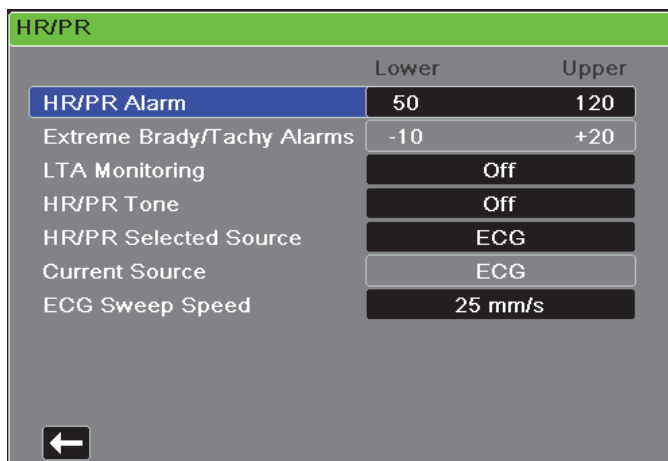 HR/PR
Lower Upper
HR/PR Alarm 50 120
Extreme Brady/Tachy Alarms -10 +20
LTA Monitoring Off
HR/PR Tone Off
HR/PR Selected Source ECG
Current Source ECG
ECG Sweep Speed 25 mm/s